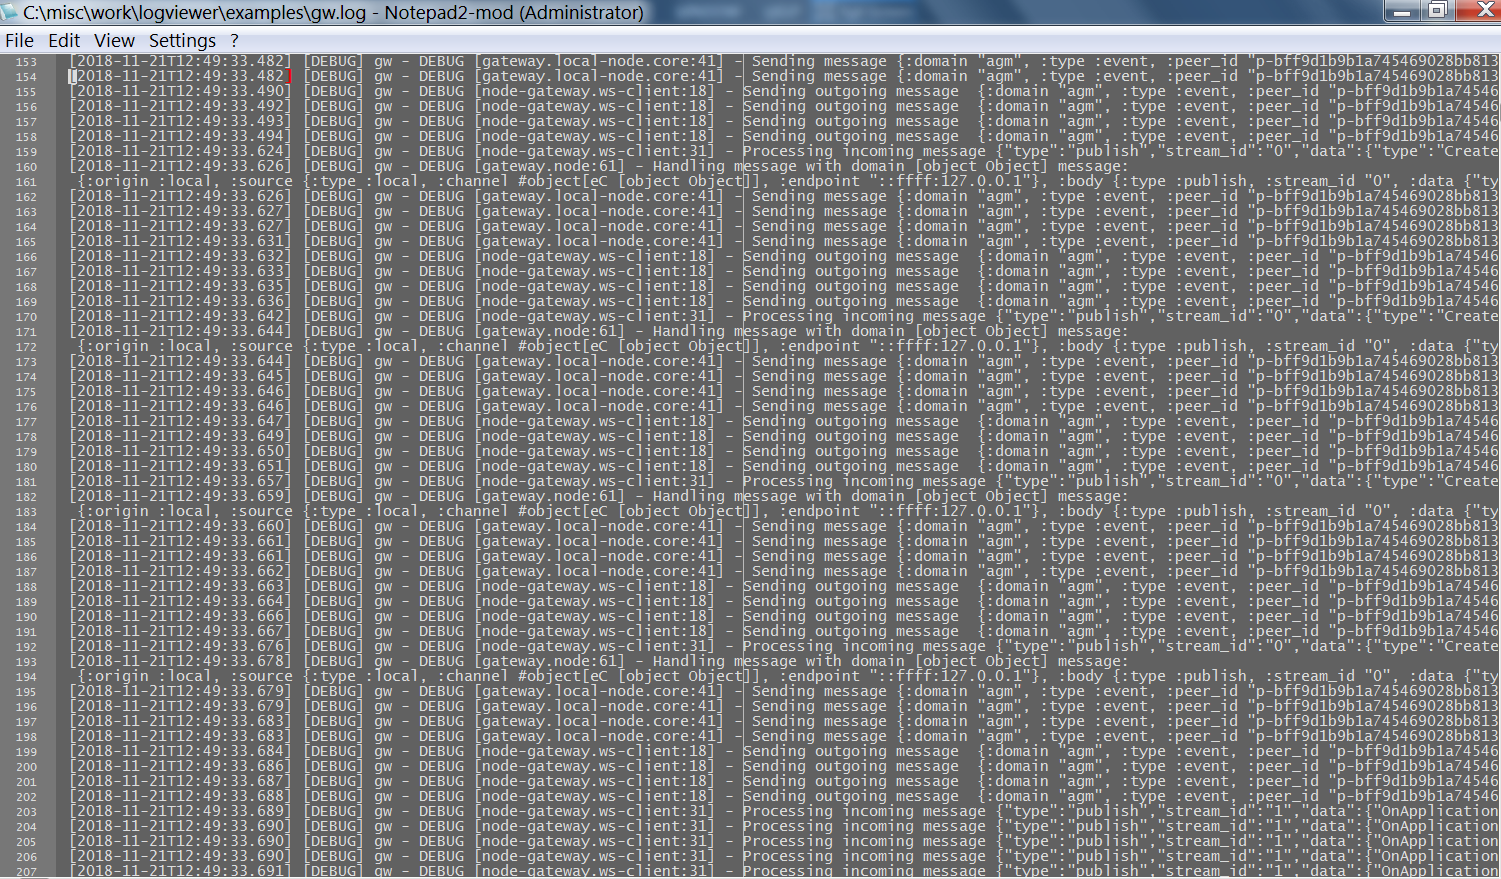 C:\misc\work\logviewer\examples\gw.log - Notepad2-mod (Administrator)
File Edit View Settings ?
153 [2018-11-21T12:49:33.482] [DEBUG] gw - DEBUG [gateway.local-node.core:41] - Sending message {:domain "agm", :type :event, :peer_id "p-bff9d1b9b1a745469028bb813
154 [2018-11-21T12:49:33.482] [DEBUG] gw - DEBUG [gateway.local-node.core:41] - Sending message {:domain "agm", :type :event, :peer_id "p-bff9d1b9b1a745469028bb813
155 [2018-11-21T12:49:33.490] [DEBUG] gw - DEBUG [node-gateway.ws-client:18] - Sending outgoing message  {:domain "agm", :type :event, :peer_id "p-bff9d1b9b1a74546
156 [2018-11-21T12:49:33.492] [DEBUG] gw - DEBUG [node-gateway.ws-client:18] - Sending outgoing message  {:domain "agm", :type :event, :peer_id "p-bff9d1b9b1a74546
157 [2018-11-21T12:49:33.493] [DEBUG] gw - DEBUG [node-gateway.ws-client:18] - Sending outgoing message  {:domain "agm", :type :event, :peer_id "p-bff9d1b9b1a74546
158 [2018-11-21T12:49:33.494] [DEBUG] gw - DEBUG [node-gateway.ws-client:18] - Sending outgoing message  {:domain "agm", :type :event, :peer_id "p-bff9d1b9b1a74546
159 [2018-11-21T12:49:33.624] [DEBUG] gw - DEBUG [node-gateway.ws-client:31] - Processing incoming message {"type":"publish","stream_id":"0","data":{"type":"Create
160 [2018-11-21T12:49:33.626] [DEBUG] gw - DEBUG [gateway.node:61] - Handling message with domain [object Object] message:
161  {:origin :local, :source {:type :local, :channel #object[eC [object Object]], :endpoint "::ffff:127.0.0.1"}, :body {:type :publish, :stream_id "0", :data {"ty
162 [2018-11-21T12:49:33.626] [DEBUG] gw - DEBUG [gateway.local-node.core:41] - Sending message {:domain "agm", :type :event, :peer_id "p-bff9d1b9b1a745469028bb813
163 [2018-11-21T12:49:33.627] [DEBUG] gw - DEBUG [gateway.local-node.core:41] - Sending message {:domain "agm", :type :event, :peer_id "p-bff9d1b9b1a745469028bb813
164 [2018-11-21T12:49:33.627] [DEBUG] gw - DEBUG [gateway.local-node.core:41] - Sending message {:domain "agm", :type :event, :peer_id "p-bff9d1b9b1a745469028bb813
165 [2018-11-21T12:49:33.631] [DEBUG] gw - DEBUG [gateway.local-node.core:41] - Sending message {:domain "agm", :type :event, :peer_id "p-bff9d1b9b1a745469028bb813
166 [2018-11-21T12:49:33.632] [DEBUG] gw - DEBUG [node-gateway.ws-client:18] - Sending outgoing message  {:domain "agm", :type :event, :peer_id "p-bff9d1b9b1a74546
167 [2018-11-21T12:49:33.633] [DEBUG] gw - DEBUG [node-gateway.ws-client:18] - Sending outgoing message  {:domain "agm", :type :event, :peer_id "p-bff9d1b9b1a74546
168 [2018-11-21T12:49:33.635] [DEBUG] gw - DEBUG [node-gateway.ws-client:18] - Sending outgoing message  {:domain "agm", :type :event, :peer_id "p-bff9d1b9b1a74546
169 [2018-11-21T12:49:33.636] [DEBUG] gw - DEBUG [node-gateway.ws-client:18] - Sending outgoing message  {:domain "agm", :type :event, :peer_id "p-bff9d1b9b1a74546
170 [2018-11-21T12:49:33.642] [DEBUG] gw - DEBUG [node-gateway.ws-client:31] - Processing incoming message {"type":"publish","stream_id":"0","data":{"type":"Create
171 [2018-11-21T12:49:33.644] [DEBUG] gw - DEBUG [gateway.node:61] - Handling message with domain [object Object] message:
172  {:origin :local, :source {:type :local, :channel #object[eC [object Object]], :endpoint "::ffff:127.0.0.1"}, :body {:type :publish, :stream_id "0", :data {"ty
173 [2018-11-21T12:49:33.644] [DEBUG] gw - DEBUG [gateway.local-node.core:41] - Sending message {:domain "agm", :type :event, :peer_id "p-bff9d1b9b1a745469028bb813
174 [2018-11-21T12:49:33.645] [DEBUG] gw - DEBUG [gateway.local-node.core:41] - Sending message {:domain "agm", :type :event, :peer_id "p-bff9d1b9b1a745469028bb813
175 [2018-11-21T12:49:33.646] [DEBUG] gw - DEBUG [gateway.local-node.core:41] - Sending message {:domain "agm", :type :event, :peer_id "p-bff9d1b9b1a745469028bb813
176 [2018-11-21T12:49:33.646] [DEBUG] gw - DEBUG [gateway.local-node.core:41] - Sending message {:domain "agm", :type :event, :peer_id "p-bff9d1b9b1a745469028bb813
177 [2018-11-21T12:49:33.647] [DEBUG] gw - DEBUG [node-gateway.ws-client:18] - Sending outgoing message  {:domain "agm", :type :event, :peer_id "p-bff9d1b9b1a74546
178 [2018-11-21T12:49:33.649] [DEBUG] gw - DEBUG [node-gateway.ws-client:18] - Sending outgoing message  {:domain "agm", :type :event, :peer_id "p-bff9d1b9b1a74546
179 [2018-11-21T12:49:33.650] [DEBUG] gw - DEBUG [node-gateway.ws-client:18] - Sending outgoing message  {:domain "agm", :type :event, :peer_id "p-bff9d1b9b1a74546
180 [2018-11-21T12:49:33.651] [DEBUG] gw - DEBUG [node-gateway.ws-client:18] - Sending outgoing message  {:domain "agm", :type :event, :peer_id "p-bff9d1b9b1a74546
181 [2018-11-21T12:49:33.657] [DEBUG] gw - DEBUG [node-gateway.ws-client:31] - Processing incoming message {"type":"publish","stream_id":"0","data":{"type":"Create
182 [2018-11-21T12:49:33.659] [DEBUG] gw - DEBUG [gateway.node:61] - Handling message with domain [object Object] message:
183  {:origin :local, :source {:type :local, :channel #object[eC [object Object]], :endpoint "::ffff:127.0.0.1"}, :body {:type :publish, :stream_id "0", :data {"ty
184 [2018-11-21T12:49:33.660] [DEBUG] gw - DEBUG [gateway.local-node.core:41] - Sending message {:domain "agm", :type :event, :peer_id "p-bff9d1b9b1a745469028bb813
185 [2018-11-21T12:49:33.661] [DEBUG] gw - DEBUG [gateway.local-node.core:41] - Sending message {:domain "agm", :type :event, :peer_id "p-bff9d1b9b1a745469028bb813
186 [2018-11-21T12:49:33.661] [DEBUG] gw - DEBUG [gateway.local-node.core:41] - Sending message {:domain "agm", :type :event, :peer_id "p-bff9d1b9b1a745469028bb813
187 [2018-11-21T12:49:33.662] [DEBUG] gw - DEBUG [gateway.local-node.core:41] - Sending message {:domain "agm", :type :event, :peer_id "p-bff9d1b9b1a745469028bb813
188 [2018-11-21T12:49:33.663] [DEBUG] gw - DEBUG [node-gateway.ws-client:18] - Sending outgoing message  {:domain "agm", :type :event, :peer_id "p-bff9d1b9b1a74546
189 [2018-11-21T12:49:33.664] [DEBUG] gw - DEBUG [node-gateway.ws-client:18] - Sending outgoing message  {:domain "agm", :type :event, :peer_id "p-bff9d1b9b1a74546
190 [2018-11-21T12:49:33.666] [DEBUG] gw - DEBUG [node-gateway.ws-client:18] - Sending outgoing message  {:domain "agm", :type :event, :peer_id "p-bff9d1b9b1a74546
191 [2018-11-21T12:49:33.667] [DEBUG] gw - DEBUG [node-gateway.ws-client:18] - Sending outgoing message  {:domain "agm", :type :event, :peer_id "p-bff9d1b9b1a74546
192 [2018-11-21T12:49:33.676] [DEBUG] gw - DEBUG [node-gateway.ws-client:31] - Processing incoming message {"type":"publish","stream_id":"0","data":{"type":"Create
193 [2018-11-21T12:49:33.678] [DEBUG] gw - DEBUG [gateway.node:61] - Handling message with domain [object Object] message:
194  {:origin :local, :source {:type :local, :channel #object[eC [object Object]], :endpoint "::ffff:127.0.0.1"}, :body {:type :publish, :stream_id "0", :data {"ty
195 [2018-11-21T12:49:33.679] [DEBUG] gw - DEBUG [gateway.local-node.core:41] - Sending message {:domain "agm", :type :event, :peer_id "p-bff9d1b9b1a745469028bb813
196 [2018-11-21T12:49:33.679] [DEBUG] gw - DEBUG [gateway.local-node.core:41] - Sending message {:domain "agm", :type :event, :peer_id "p-bff9d1b9b1a745469028bb813
197 [2018-11-21T12:49:33.683] [DEBUG] gw - DEBUG [gateway.local-node.core:41] - Sending message {:domain "agm", :type :event, :peer_id "p-bff9d1b9b1a745469028bb813
198 [2018-11-21T12:49:33.683] [DEBUG] gw - DEBUG [gateway.local-node.core:41] - Sending message {:domain "agm", :type :event, :peer_id "p-bff9d1b9b1a745469028bb813
199 [2018-11-21T12:49:33.684] [DEBUG] gw - DEBUG [node-gateway.ws-client:18] - Sending outgoing message  {:domain "agm", :type :event, :peer_id "p-bff9d1b9b1a74546
200 [2018-11-21T12:49:33.686] [DEBUG] gw - DEBUG [node-gateway.ws-client:18] - Sending outgoing message  {:domain "agm", :type :event, :peer_id "p-bff9d1b9b1a74546
201 [2018-11-21T12:49:33.687] [DEBUG] gw - DEBUG [node-gateway.ws-client:18] - Sending outgoing message  {:domain "agm", :type :event, :peer_id "p-bff9d1b9b1a74546
202 [2018-11-21T12:49:33.688] [DEBUG] gw - DEBUG [node-gateway.ws-client:18] - Sending outgoing message  {:domain "agm", :type :event, :peer_id "p-bff9d1b9b1a74546
203 [2018-11-21T12:49:33.689] [DEBUG] gw - DEBUG [node-gateway.ws-client:31] - Processing incoming message {"type":"publish","stream_id":"1","data":{"OnApplication
204 [2018-11-21T12:49:33.690] [DEBUG] gw - DEBUG [node-gateway.ws-client:31] - Processing incoming message {"type":"publish","stream_id":"1","data":{"OnApplication
205 [2018-11-21T12:49:33.690] [DEBUG] gw - DEBUG [node-gateway.ws-client:31] - Processing incoming message {"type":"publish","stream_id":"1","data":{"OnApplication
206 [2018-11-21T12:49:33.690] [DEBUG] gw - DEBUG [node-gateway.ws-client:31] - Processing incoming message {"type":"publish","stream_id":"1","data":{"OnApplication
207 [2018-11-21T12:49:33.691] [DEBUG] gw - DEBUG [node-gateway.ws-client:31] - Processing incoming message {"type":"publish","stream_id":"1","data":{"OnApplication